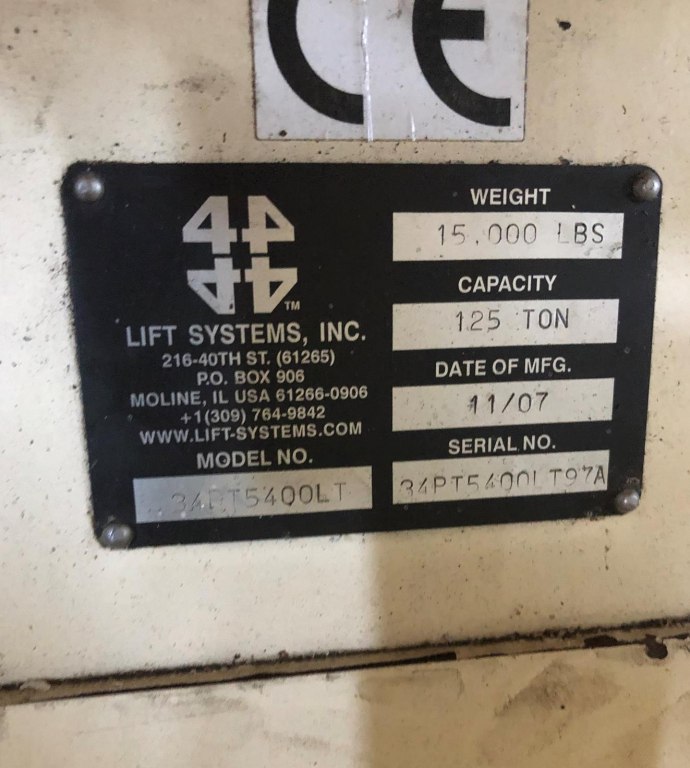 CE
LIFT SYSTEMS, INC.
216-40TH ST. (61265)
P.O. BOX 906
MOLINE, IL USA 61266-0906
+1(309) 764-9842
WWW.LIFT-SYSTEMS.COM
MODEL NO.
34PT5400LT
WEIGHT
15,000 LBS
CAPACITY
125 TON
DATE OF MFG.
11/07
SERIAL NO.
34PT5400LT97A
TM